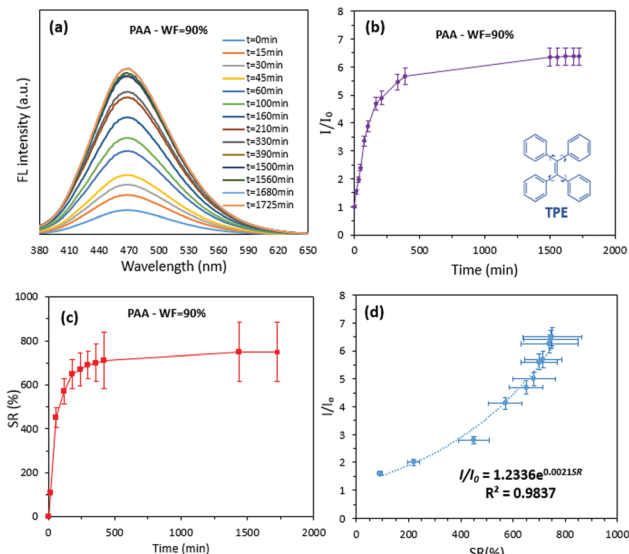 (a)
PAA - WF=90%
t=0min
t=15min
t=30min
t=45min
t=60min
t=100min
t=160min
t=210min
t=330min
t=390min
t=1500min
t=1560min
t=1680min
t=1725min
FL intensity (a.u.)
380 410 440 470 500 530 560 590 620 650
Wavelength (nm)
(b)
PAA - WF=90%
8
7
6
5
4
3
2
1
0
I/I₀
TPE
0 500 1000 1500 2000
Time (min)
(c)
PAA - WF=90%
1000
800
600
400
200
0
SR (%)
0 500 1000 1500 2000
Time (min)
(d)
8
7
6
5
4
3
2
1
0
I/I₀
I/I₀ = 1.2336e^0.0021SR
R² = 0.9837
0 200 400 600 800 1000
SR(%)